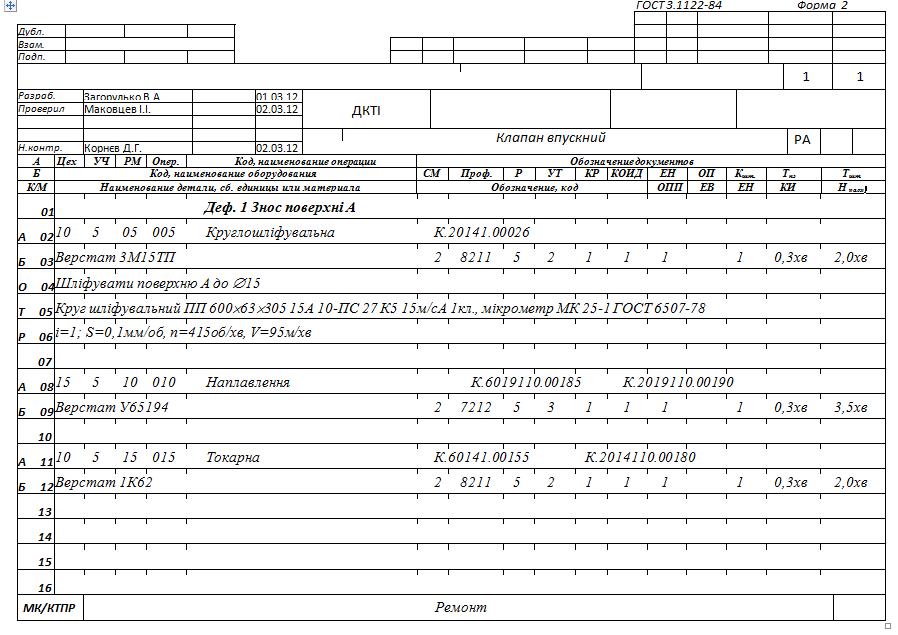 ГОСТ 3.1122-84 Форма 2
Дубл.
Взам.
Подп.
1 1
Разраб. Загорулько В.А. 01.03.12
Проверил Маковцев І.І. 02.03.12
ДКТІ
Клапан впускний РА
Н.контр. Корнєв Д.Г. 02.03.12
А Цех УЧ РМ Опер. Код, наименование операции Обозначение документов
Б Код, наименование оборудования СМ Проф. Р УТ КР КОИД ЕН ОП Кшт. Тпз Тшт.
К/М Наименование детали, сб. единицы или материала Обозначение, код ОПП ЕВ ЕН КИ Н
01 Деф. 1 Знос поверхні А
А 02 10 5 05 005 Круглошліфувальна К.20141.00026
Б 03 Верстат 3М15ТП 2 8211 5 2 1 1 1 1 0,3хв 2,0хв
О 04 Шліфувати поверхню А до ∅15
Т 05 Круг шліфувальний ПП 600×63×305 15А 10-ПС 27 К5 15м/сА 1кл., мікрометр МК 25-1 ГОСТ 6507-78
Р 06 і=1; S=0,1мм/об, n=415об/хв, V=95м/хв
07
А 08 15 5 10 010 Наплавлення К.6019110.00185 К.2019110.00190
Б 09 Верстат У65194 2 7212 5 3 1 1 1 1 0,3хв 3,5хв
10
А 11 10 5 15 015 Токарна К.60141.00155 К.2014110.00180
Б 12 Верстат 1К62 2 8211 5 2 1 1 1 1 0,3хв 2,0хв
13
14
15
16
МК/КТПР Ремонт